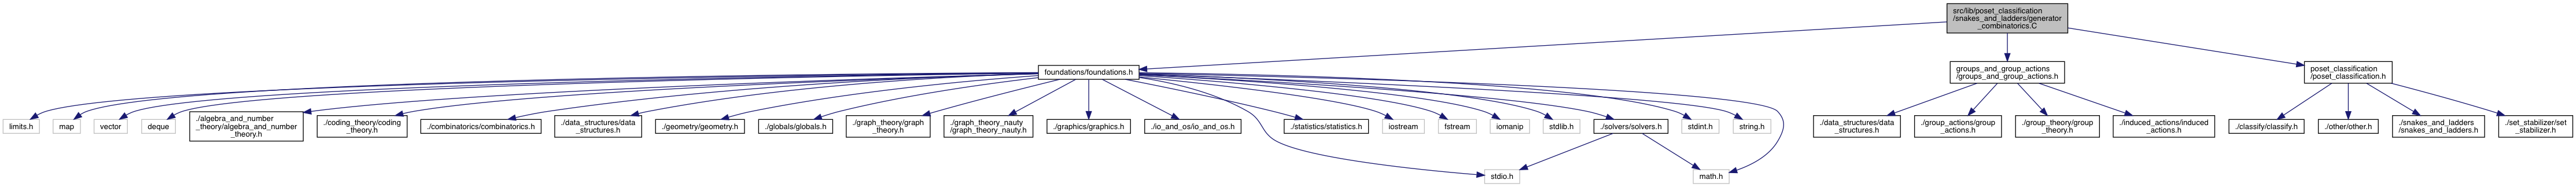 src/lib/poset_classification
/snakes_and_ladders/generator
_combinatorics.C
foundations/foundations.h
groups_and_group_actions
/groups_and_group_actions.h
poset_classification
/poset_classification.h
limits.h
map
vector
deque
./algebra_and_number
_theory/algebra_and_number
_theory.h
./coding_theory/coding
_theory.h
./combinatorics/combinatorics.h
./data_structures/data
_structures.h
./geometry/geometry.h
./globals/globals.h
./graph_theory/graph
_theory.h
./graph_theory_nauty
/graph_theory_nauty.h
./graphics/graphics.h
./io_and_os/io_and_os.h
./statistics/statistics.h
iostream
fstream
iomanip
stdlib.h
./solvers/solvers.h
stdint.h
string.h
./data_structures/data
_structures.h
./group_actions/group
_actions.h
./group_theory/group
_theory.h
./induced_actions/induced
_actions.h
./classify/classify.h
./other/other.h
./snakes_and_ladders
/snakes_and_ladders.h
./set_stabilizer/set
_stabilizer.h
stdio.h
math.h